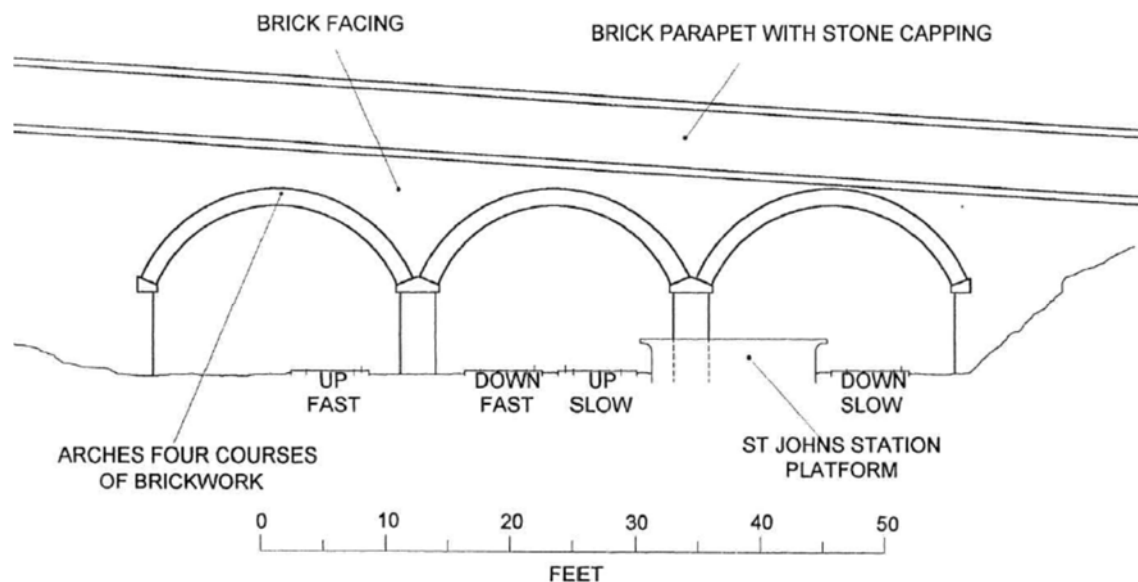 BRICK FACING
BRICK PARAPET WITH STONE CAPPING
UP
FAST
DOWN
FAST
UP
SLOW
DOWN
SLOW
ARCHES FOUR COURSES
OF BRICKWORK
ST JOHNS STATION
PLATFORM
0 10 20 30 40 50
FEET